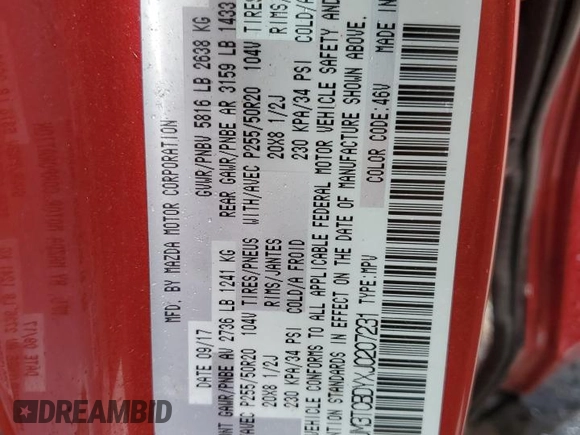 MFD. BY MAZDA MOTOR CORPORATION
DATE 09/17 GVWR/PNBV 5816 LB 2638 KG
GAWR/PNBE AV 2736 LB 1241 KG REAR GAWR/PNBE AR 3159 LB 1433
P255/50R20 104V TIRES/PNEUS WITH/AVEC P255/50R20 104V TIRES
20X8 1/2J RIMS/JANTES 20X8 1/2J RIMS/
230 KPA/34 PSI COLD/A FROID 230 KPA/34 PSI COLD/A
VEHICLE CONFORMS TO ALL APPLICABLE FEDERAL MOTOR VEHICLE SAFETY AND
STANDARDS IN EFFECT ON THE DATE OF MANUFACTURE SHOWN ABOVE.
TYPE:MPV COLOR CODE:46V
AUTOBIDMASTER